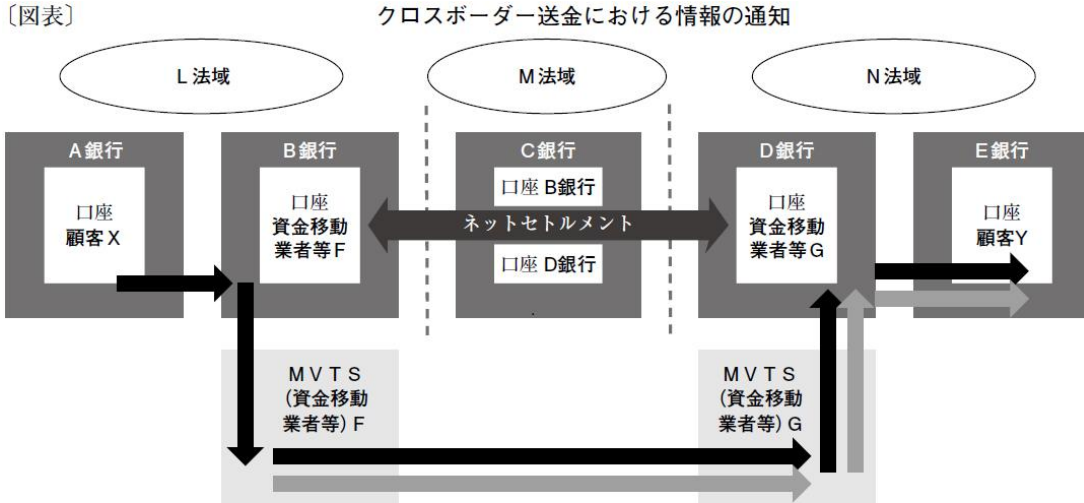 〔図表〕
クロスボーダー送金における情報の通知
L法域
M法域
N法域
A銀行
口座
顧客X
B銀行
口座
資金移動
業者等F
C銀行
口座 B銀行
ネットセトルメント
口座 D銀行
D銀行
口座
資金移動
業者等G
E銀行
口座
顧客Y
MVTS
(資金移動
業者等) F
MVTS
(資金移動
業者等) G